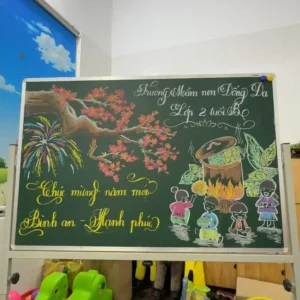 Trường Mầm non Đống Đa
Lớp 2 tuổi B
Chúc mừng năm mới
Bình an - Hạnh phúc